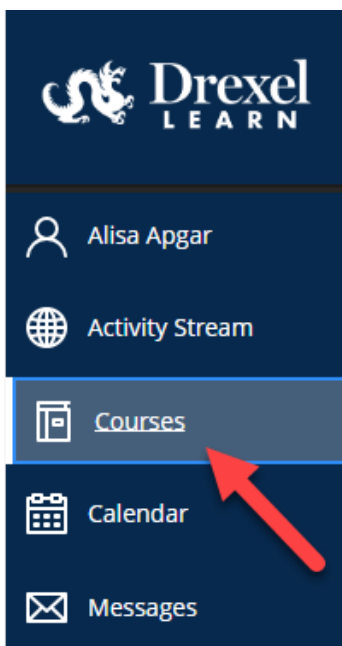 Drexel
LEARN
Alisa Apgar
Activity Stream
Courses
Calendar
Messages